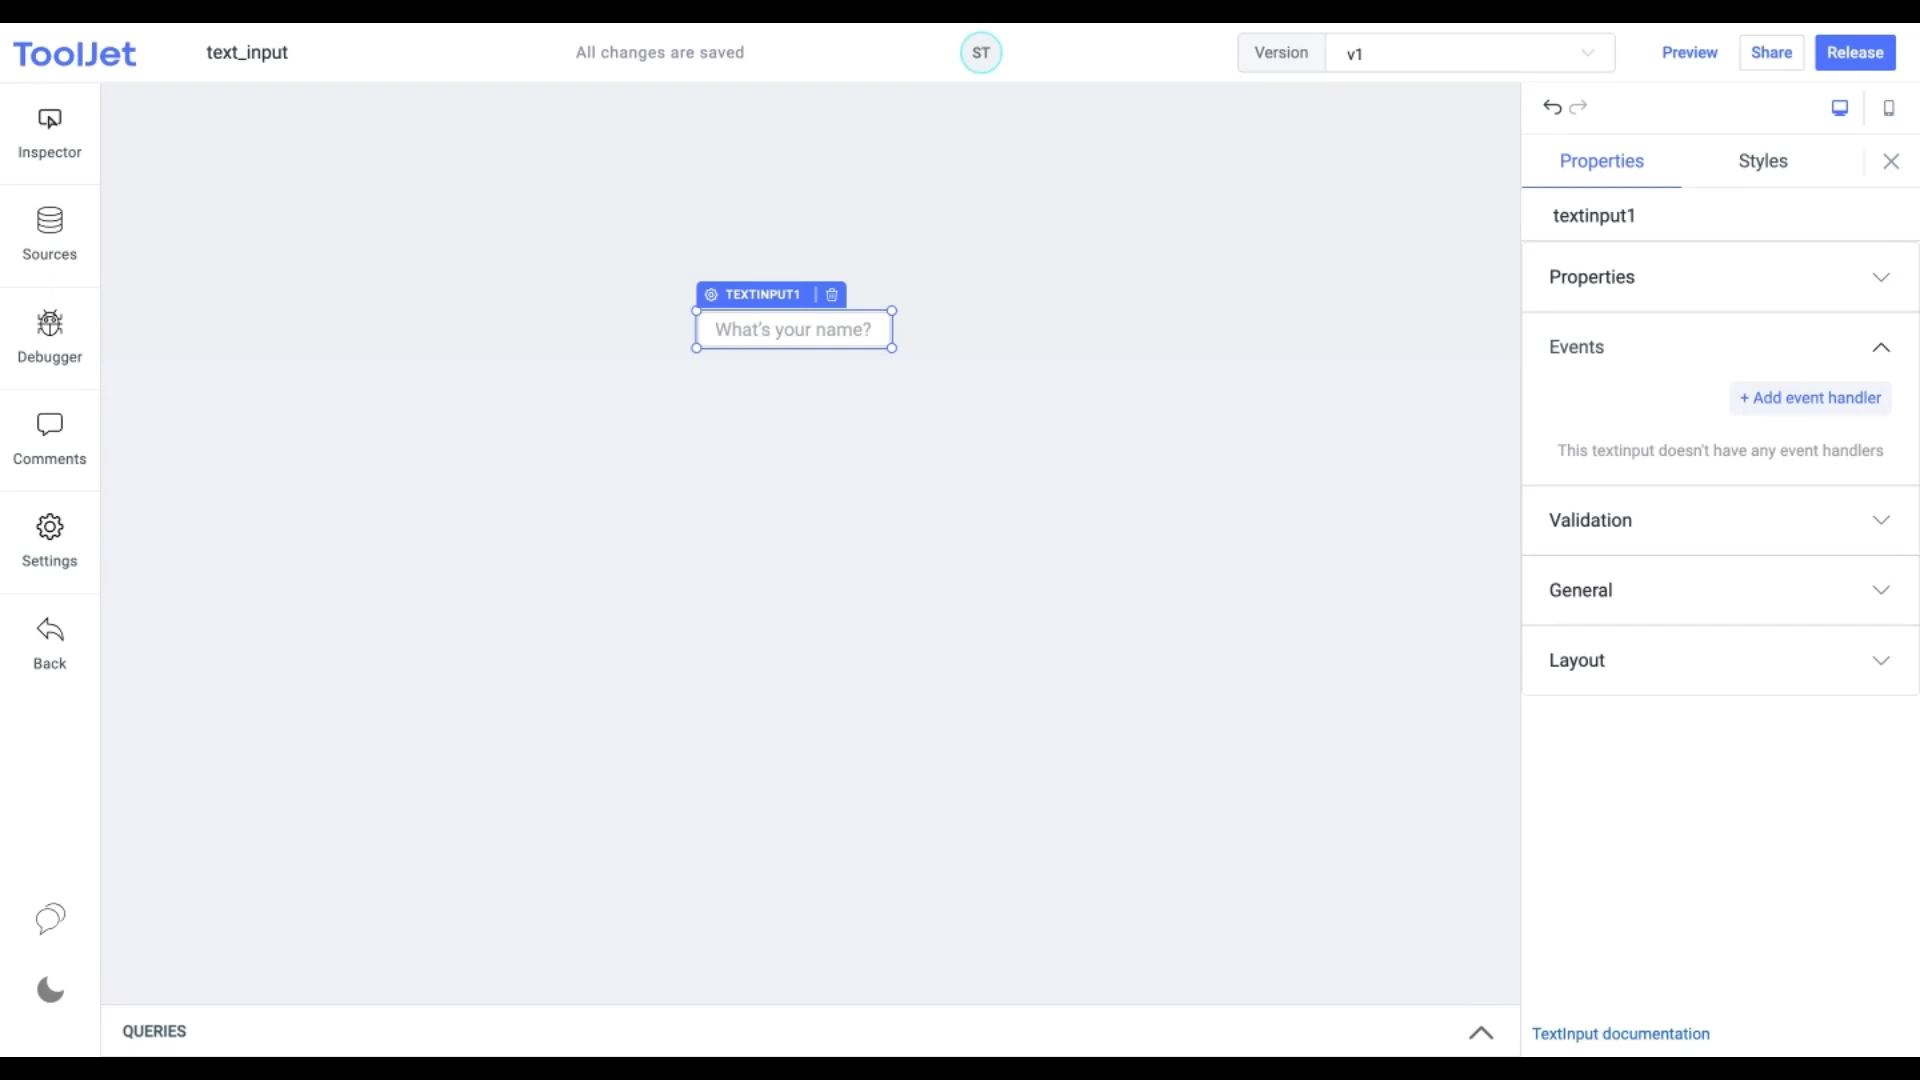 ToolJet
text_input
All changes are saved
ST
Version
v1
Preview
Share
Release
Inspector
Sources
Debugger
Comments
Settings
Back
TEXTINPUT1
What's your name?
Properties
Styles
textinput1
Properties
Events
+ Add event handler
This textinput doesn't have any event handlers
Validation
General
Layout
QUERIES
TextInput documentation